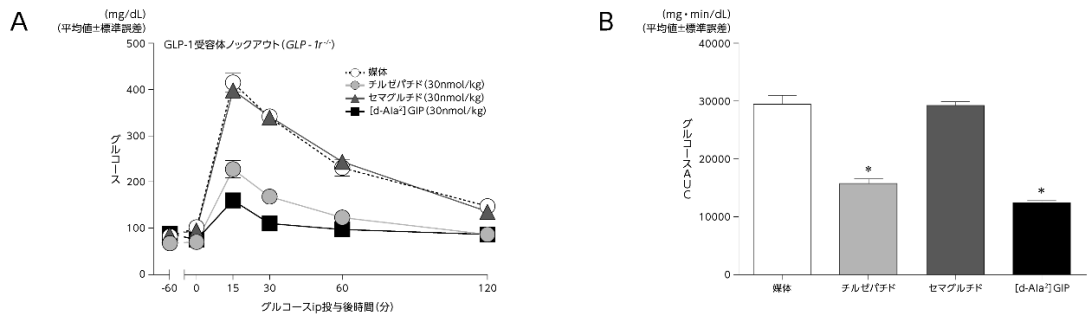 A
(mg/dL)
(平均値±標準誤差)
GLP-1受容体ノックアウト(GLP-1r-/-)
媒体
チルゼパチド(30nmol/kg)
セマグルチド(30nmol/kg)
[d-Ala²]GIP(30nmol/kg)
グルコース
500
400
300
200
100
0
-60
0
15
30
60
120
グルコースip投与後時間(分)
B
(mg・min/dL)
(平均値±標準誤差)
グルコースAUC
40000
30000
20000
10000
0
*
*
媒体
チルゼパチド
セマグルチド
[d-Ala²]GIP